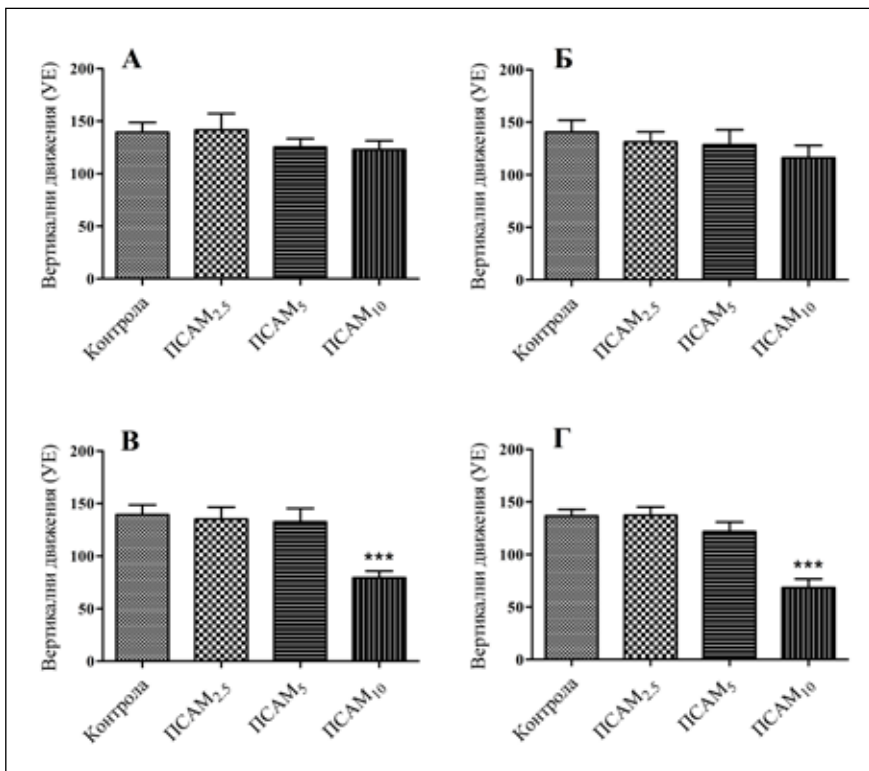 А
Вертикални движения (УЕ)
200
150
100
50
0
Контрола
ПСАМ2,5
ПСАМ5
ПСАМ10
Б
Вертикални движения (УЕ)
200
150
100
50
0
Контрола
ПСАМ2,5
ПСАМ5
ПСАМ10
В
Вертикални движения (УЕ)
200
150
100
50
0
***
Контрола
ПСАМ2,5
ПСАМ5
ПСАМ10
Г
Вертикални движения (УЕ)
200
150
100
50
0
***
Контрола
ПСАМ2,5
ПСАМ5
ПСАМ10